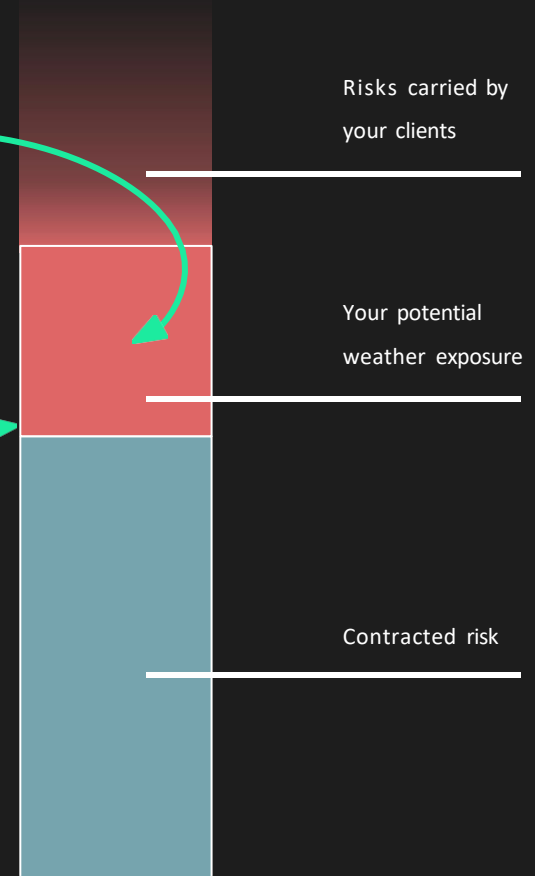 Risks carried by
your clients
Your potential
weather exposure
Contracted risk